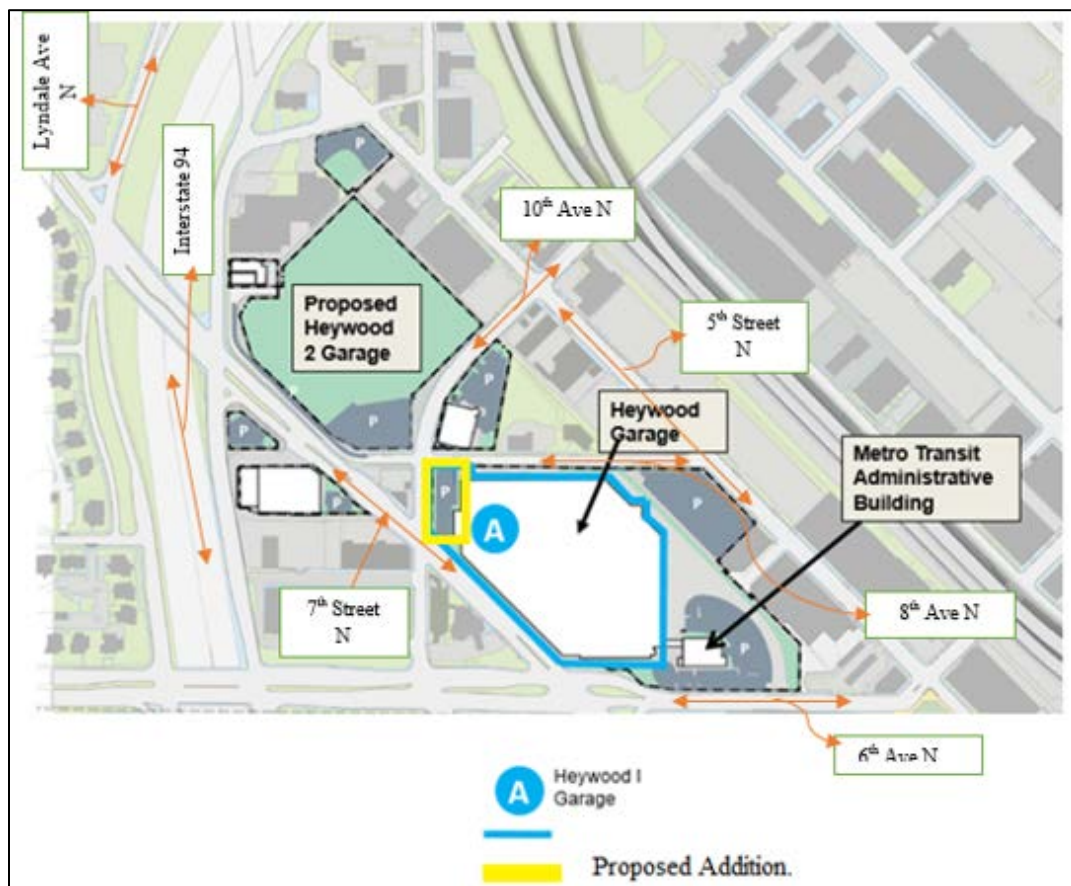 Lyndale Ave
N
Interstate 94
P
10th Ave N
Proposed
Heywood
2 Garage
5th Street
N
P
P
P
Heywood
Garage
Metro Transit
Administrative
Building
P
P
P
A
7th Street
N
8th Ave N
P
P
6th Ave N
A
Heywood I
Garage
Proposed Addition.